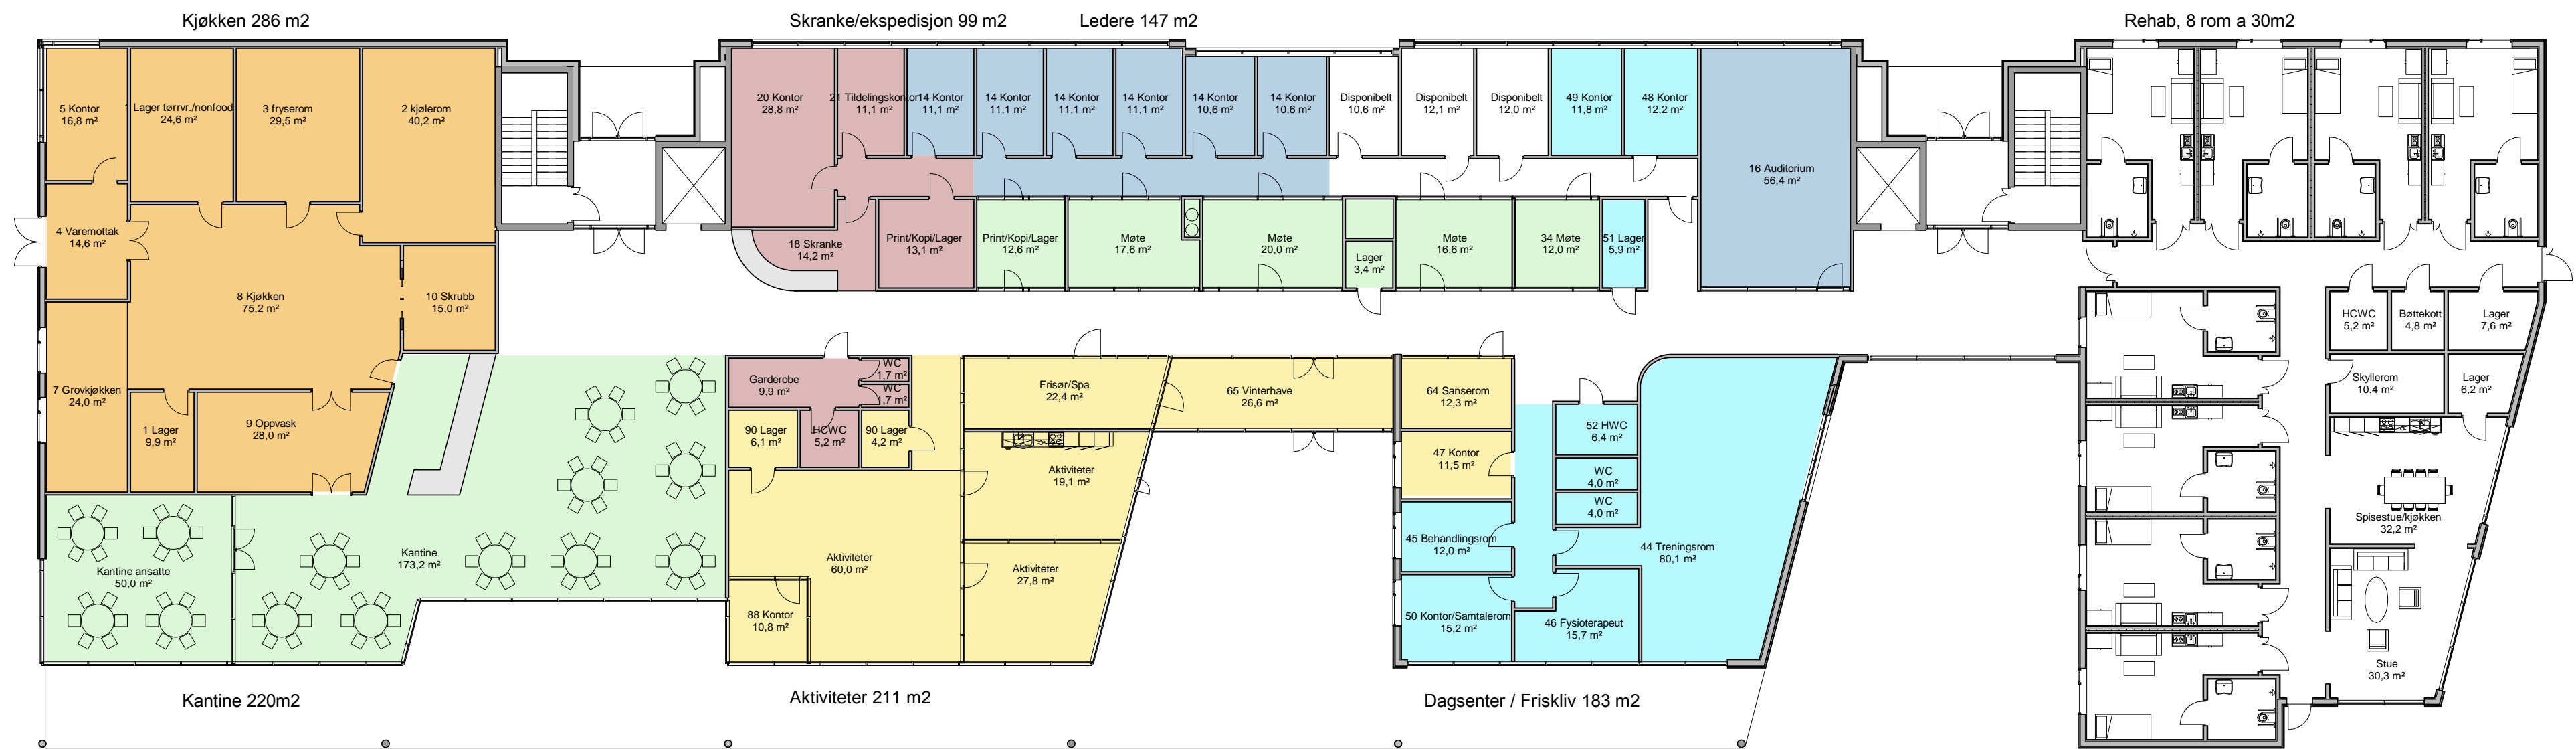 Kjøkken 286 m2
Skranke/ekspedisjon 99 m2
Ledere 147 m2
Rehab, 8 rom a 30m2
5 Kontor
16,8 m²
Lager tørrvr./nonfood
24,6 m²
3 fryserom
29,5 m²
2 kjølerom
40,2 m²
20 Kontor
28,8 m²
21 Tildelingskontor
11,1 m²
14 Kontor
11,1 m²
14 Kontor
11,1 m²
14 Kontor
11,1 m²
14 Kontor
11,1 m²
14 Kontor
10,6 m²
14 Kontor
10,6 m²
Disponibelt
10,6 m²
Disponibelt
12,1 m²
Disponibelt
12,0 m²
49 Kontor
11,8 m²
48 Kontor
12,2 m²
16 Auditorium
56,4 m²
4 Varemottak
14,6 m²
18 Skranke
14,2 m²
Print/Kopi/Lager
13,1 m²
Print/Kopi/Lager
12,6 m²
Møte
17,6 m²
Møte
20,0 m²
Lager
3,4 m²
Møte
16,6 m²
34 Møte
12,0 m²
51 Lager
5,9 m²
8 Kjøkken
75,2 m²
10 Skrubb
15,0 m²
HCWC
5,2 m²
Bøttekott
4,8 m²
Lager
7,6 m²
7 Grovkjøkken
24,0 m²
1 Lager
9,9 m²
9 Oppvask
28,0 m²
Garderobe
9,9 m²
WC
1,7 m²
WC
1,7 m²
90 Lager
6,1 m²
HCWC
5,2 m²
90 Lager
4,2 m²
Frisør/Spa
22,4 m²
65 Vinterhave
26,6 m²
64 Sanserom
12,3 m²
52 HWC
6,4 m²
Skyllerom
10,4 m²
Lager
6,2 m²
Aktiviteter
19,1 m²
47 Kontor
11,5 m²
WC
4,0 m²
WC
4,0 m²
Kantine ansatte
50,0 m²
Kantine
173,2 m²
Aktiviteter
60,0 m²
Aktiviteter
27,8 m²
45 Behandlingsrom
12,0 m²
44 Treningsrom
80,1 m²
Spisestue/kjøkken
32,2 m²
88 Kontor
10,8 m²
50 Kontor/Samtalerom
15,2 m²
46 Fysioterapeut
15,7 m²
Stue
30,3 m²
Kantine 220m2
Aktiviteter 211 m2
Dagsenter / Friskliv 183 m2